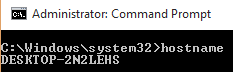 Administrator: Command Prompt
C:\Windows\system32>hostname
DESKTOP-2N2LEHS